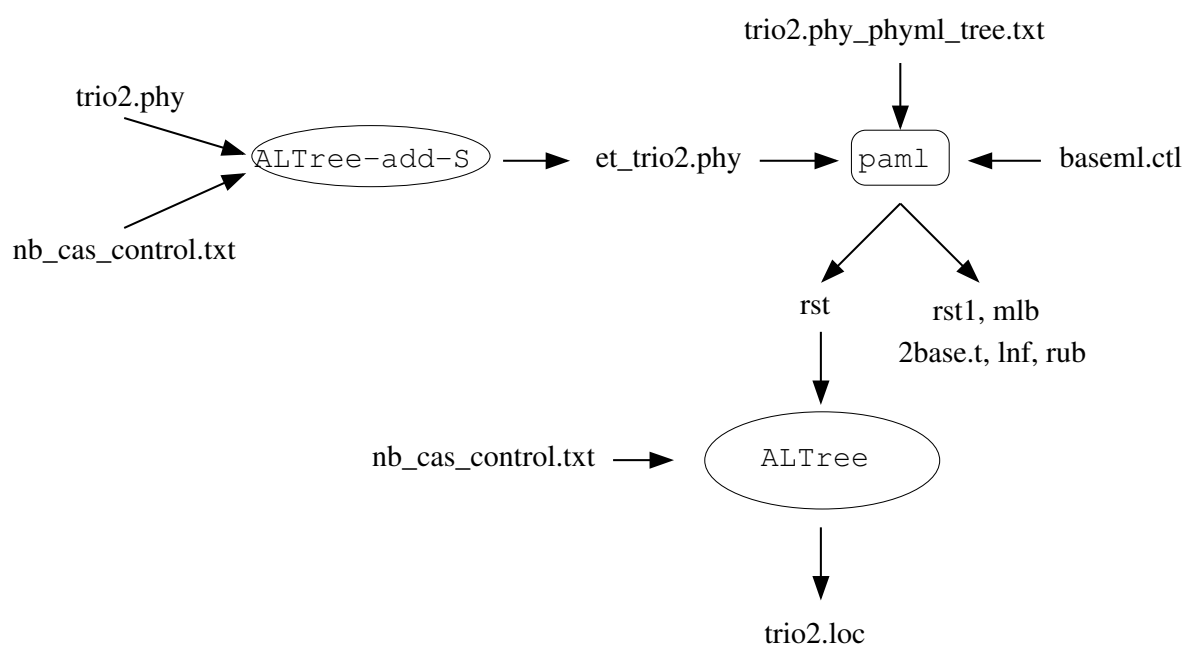 trio2.phy_phyml_tree.txt
trio2.phy
ALTree-add-S
et_trio2.phy
paml
baseml.ctl
nb_cas_control.txt
rst
rst1, mlb
2base.t, lnf, rub
nb_cas_control.txt
ALTree
trio2.loc